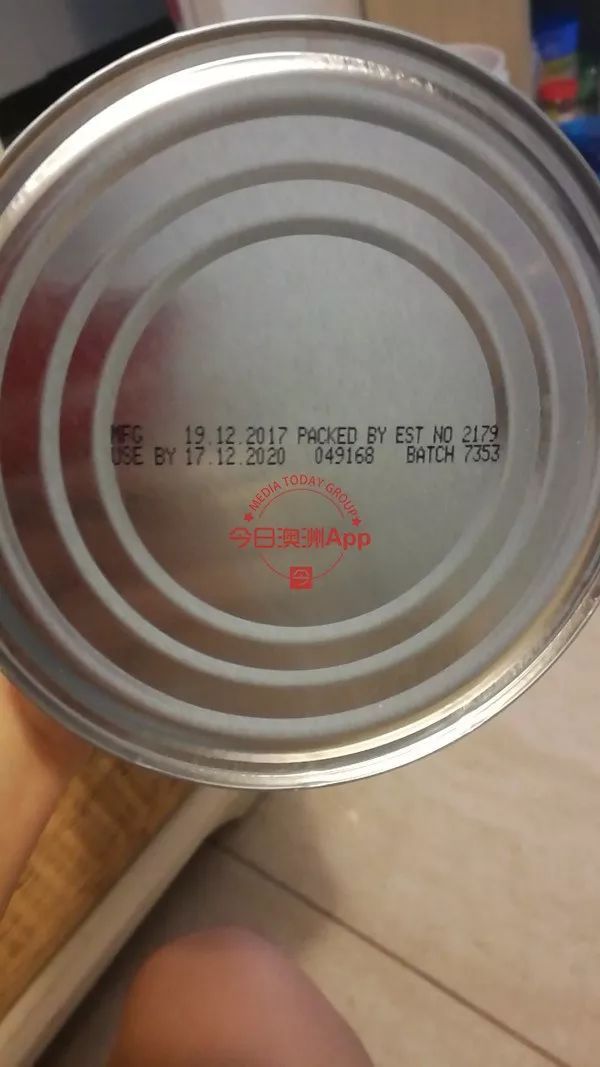 MFG 19.12.2017 PACKED BY EST NO 2179
USE BY 17.12.2020 049168 BATCH 7353
MEDIA TODAY GROUP
今日澳洲App
今